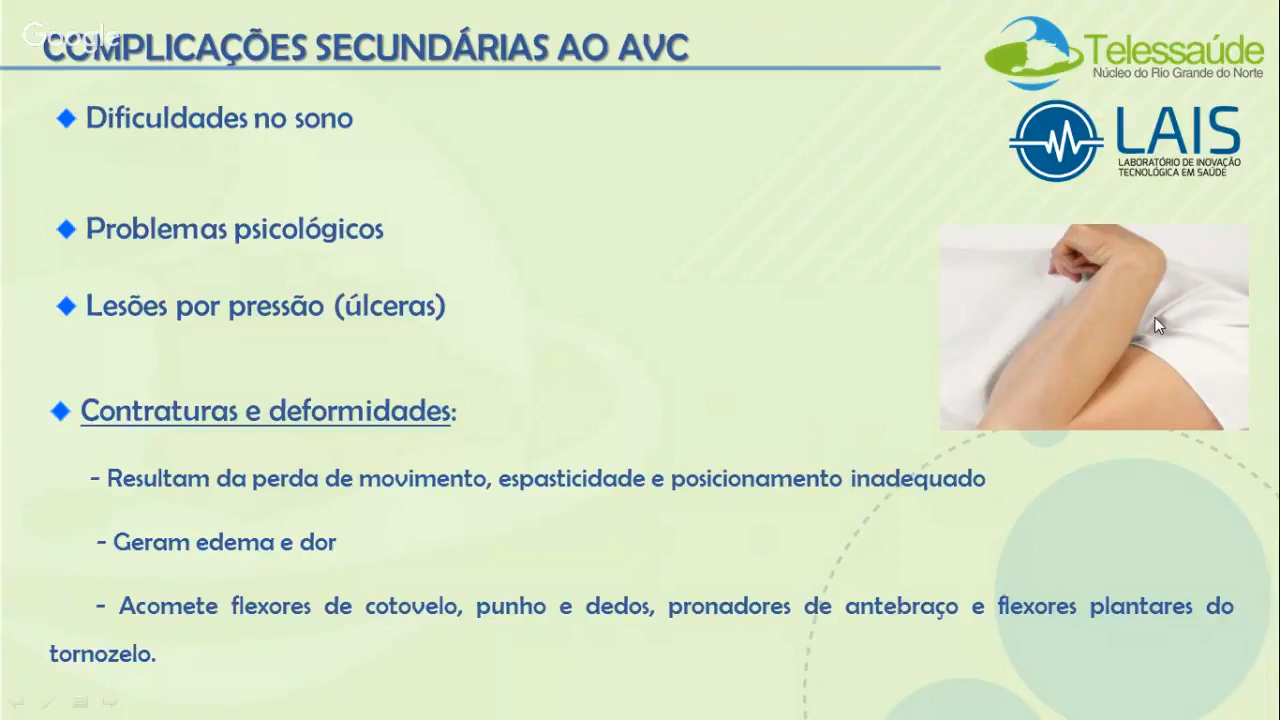 Google
COMPLICAÇÕES SECUNDÁRIAS AO AVC
Telessaúde
Núcleo do Rio Grande do Norte
LAIS
LABORATÓRIO DE INOVAÇÃO
TECNOLÓGICA EM SAÚDE
Dificuldades no sono
Problemas psicológicos
Lesões por pressão (úlceras)
Contraturas e deformidades:
- Resultam da perda de movimento, espasticidade e posicionamento inadequado
- Geram edema e dor
- Acomete flexores de cotovelo, punho e dedos, pronadores de antebraço e flexores plantares do
tornozelo.